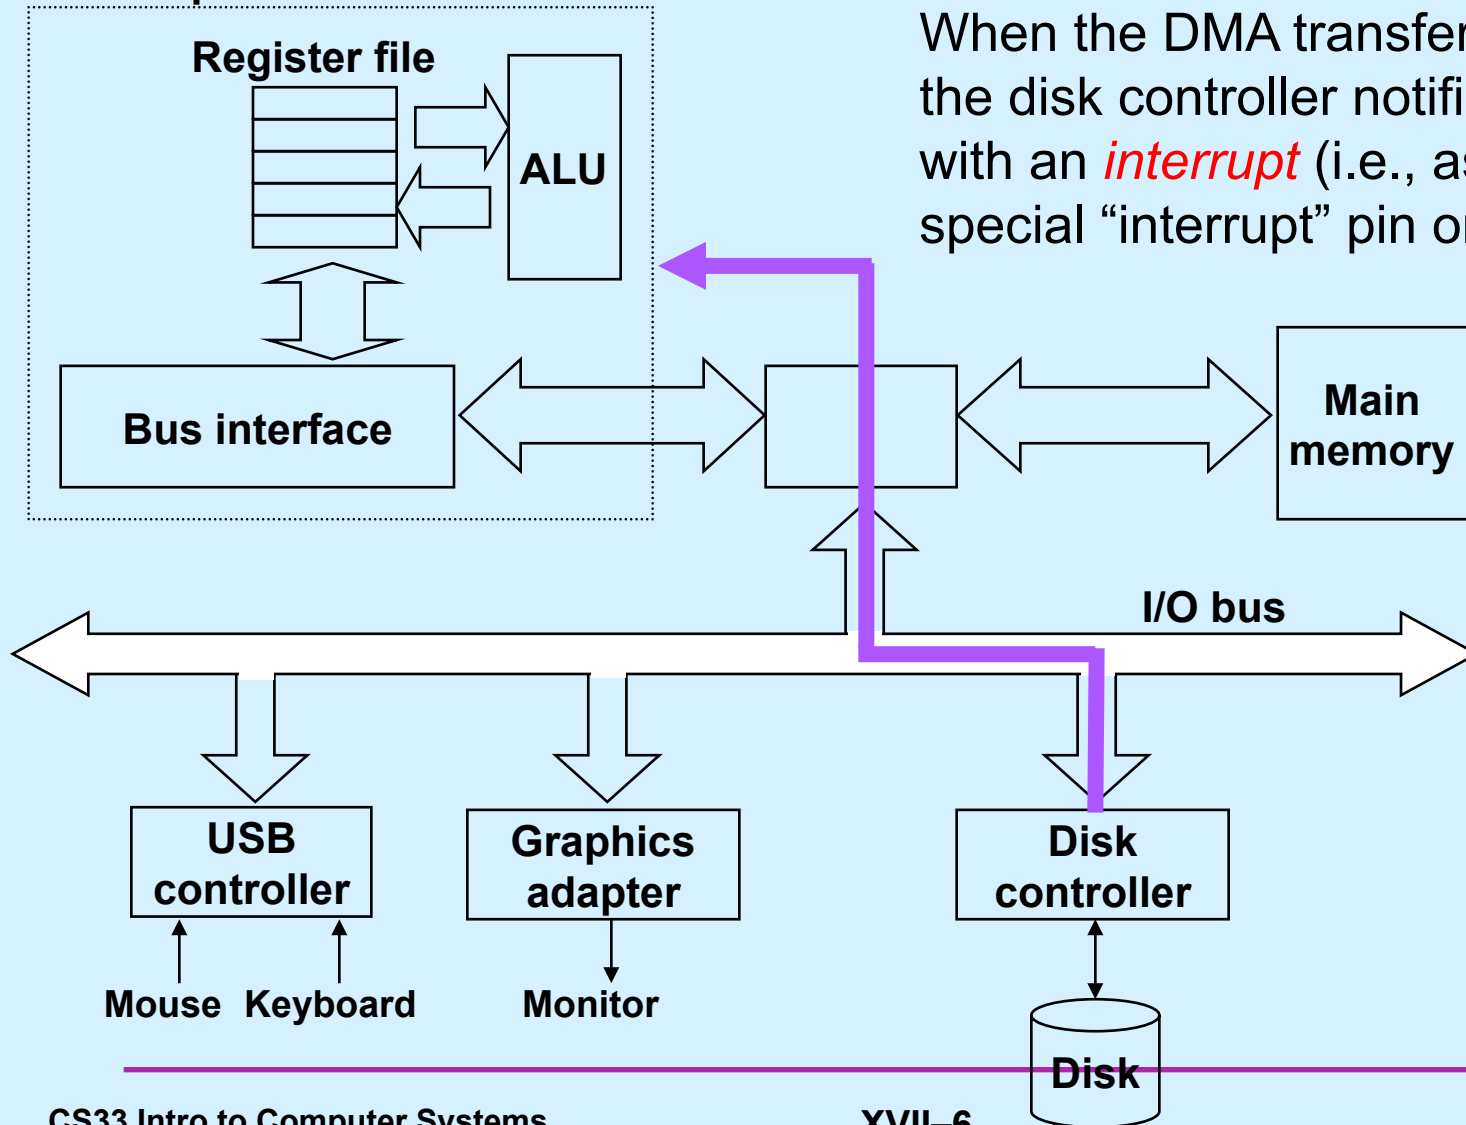 When the DMA transfer
the disk controller notifi
with an interrupt (i.e., as
special “interrupt” pin o
Register file
ALU
Bus interface
Main
memory
I/O bus
USB
controller
Graphics
adapter
Disk
controller
Mouse Keyboard
Monitor
Disk
CS33 Intro to Computer Systems
XVII–6